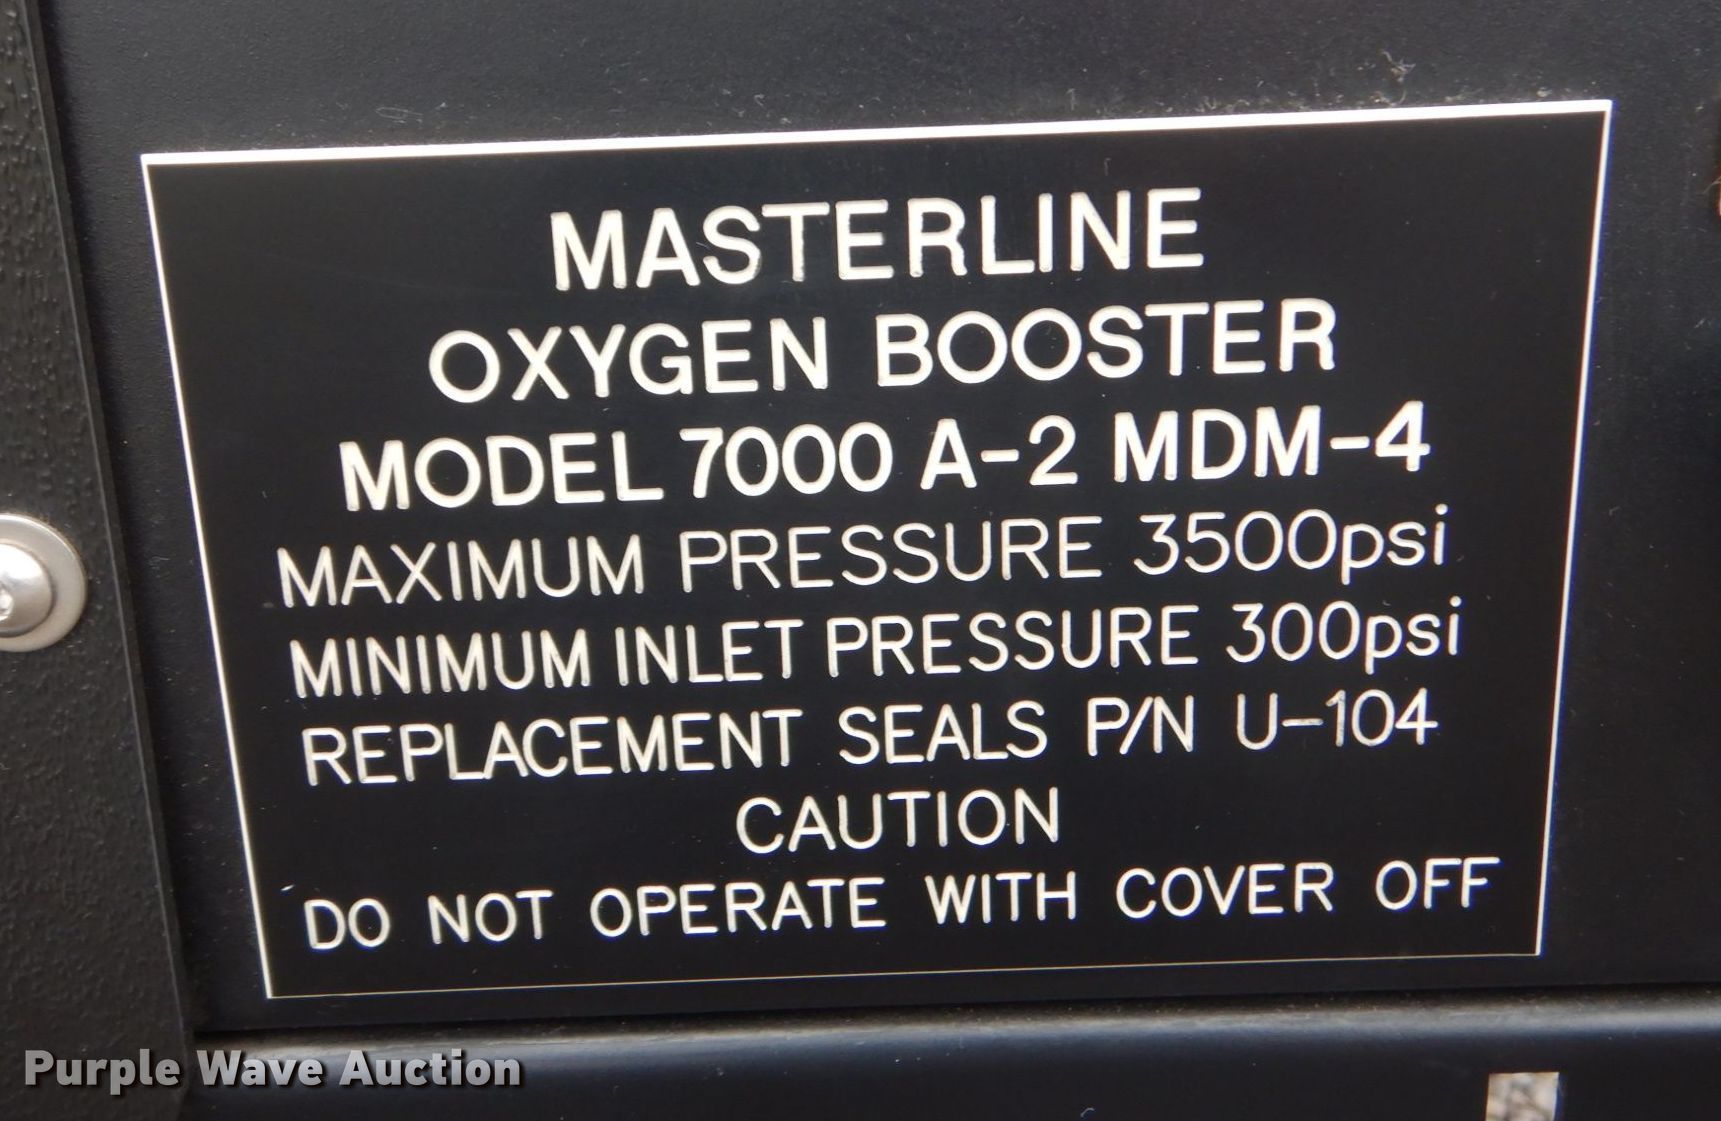 MASTERLINE
OXYGEN BOOSTER
MODEL 7000 A-2 MDM-4
MAXIMUM PRESSURE 3500psi
MINIMUM INLET PRESSURE 300psi
REPLACEMENT SEALS P/N U-104
CAUTION
DO NOT OPERATE WITH COVER OFF
Purple Wave Auction